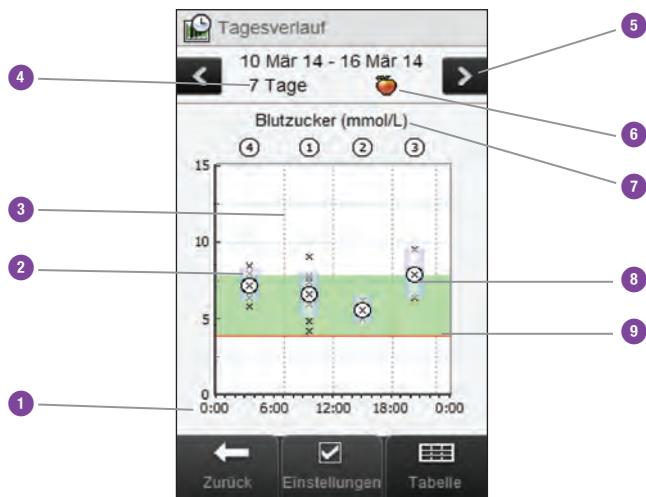 Tagesverlauf
10 Mär 14 - 16 Mär 14
7 Tage
Blutzucker (mmol/L)
4 1 2 3
15
10
5
0
0:00 6:00 12:00 18:00 0:00
Zurück Einstellungen Tabelle
4
3
2
1
5
6
7
8
9